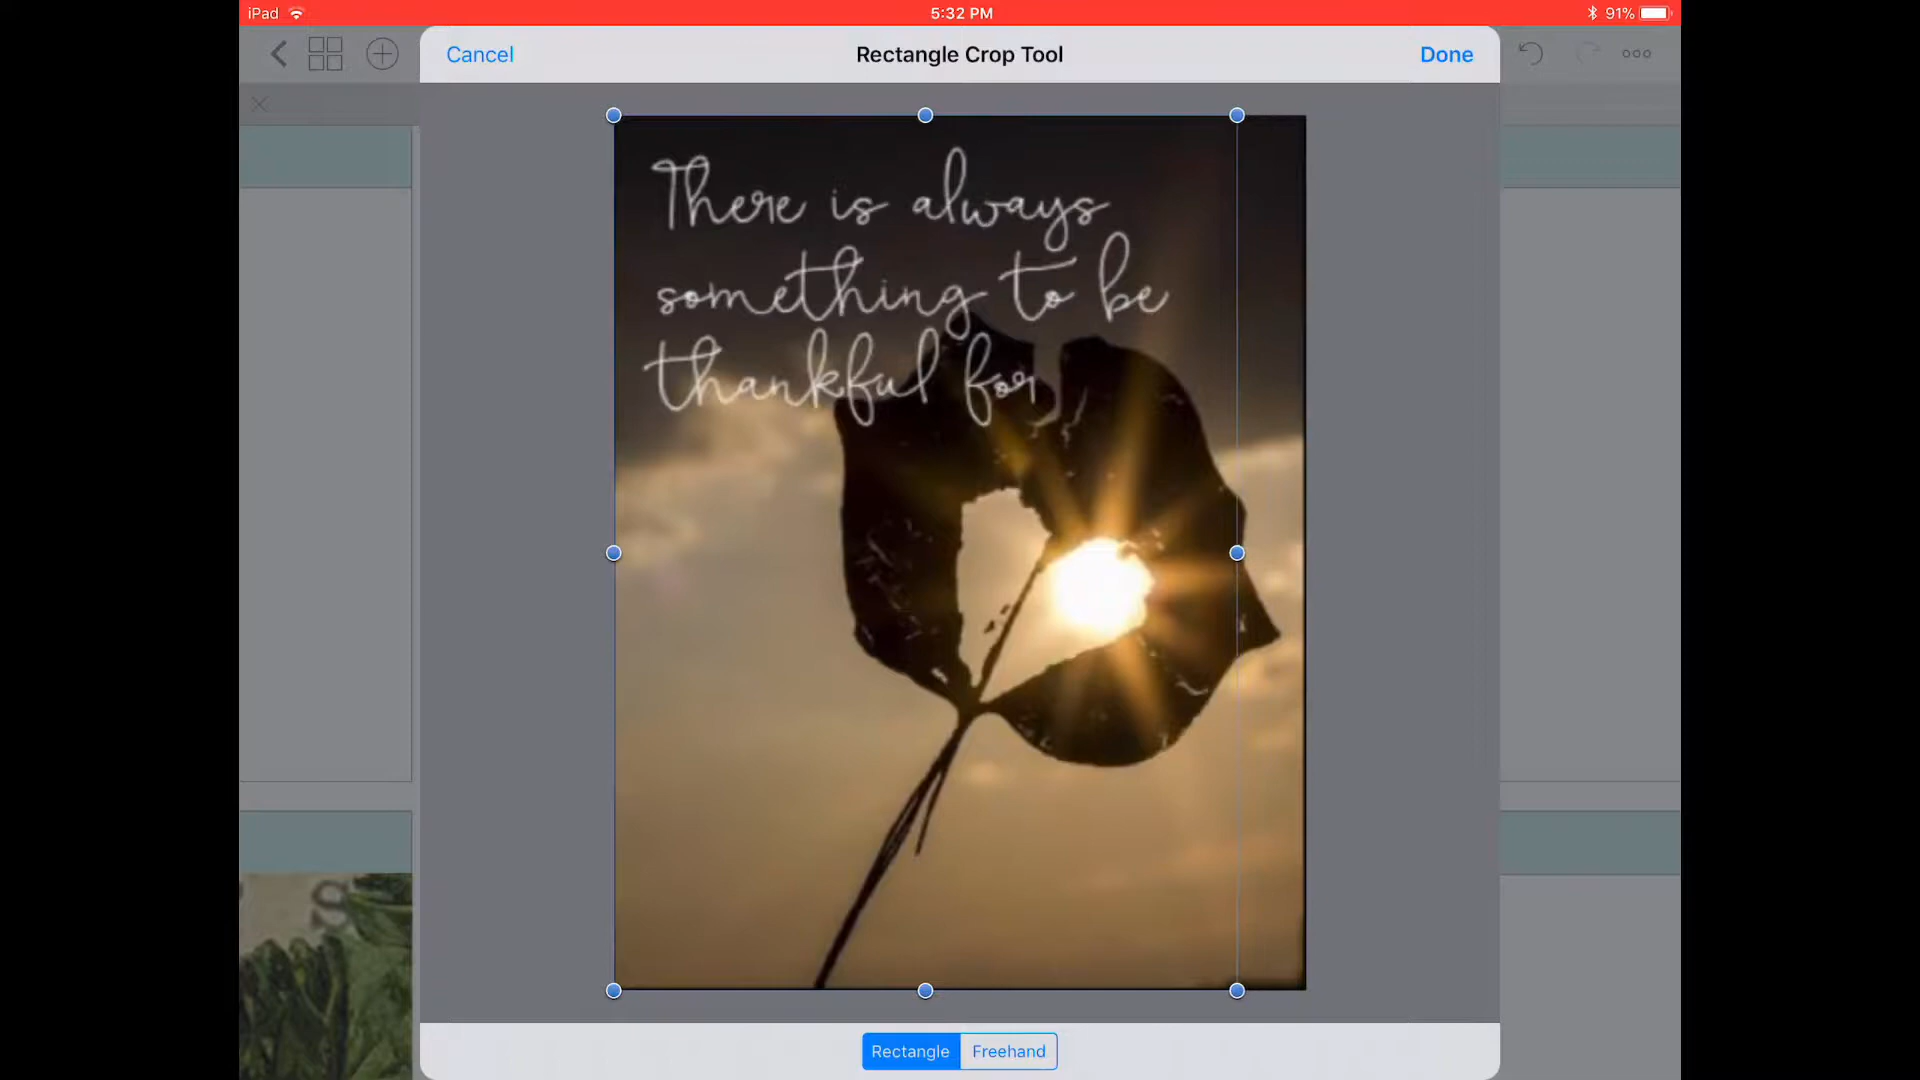 iPad 5:32 PM 91%
Cancel Rectangle Crop Tool Done
There is always
something to be
thankful for
Rectangle Freehand